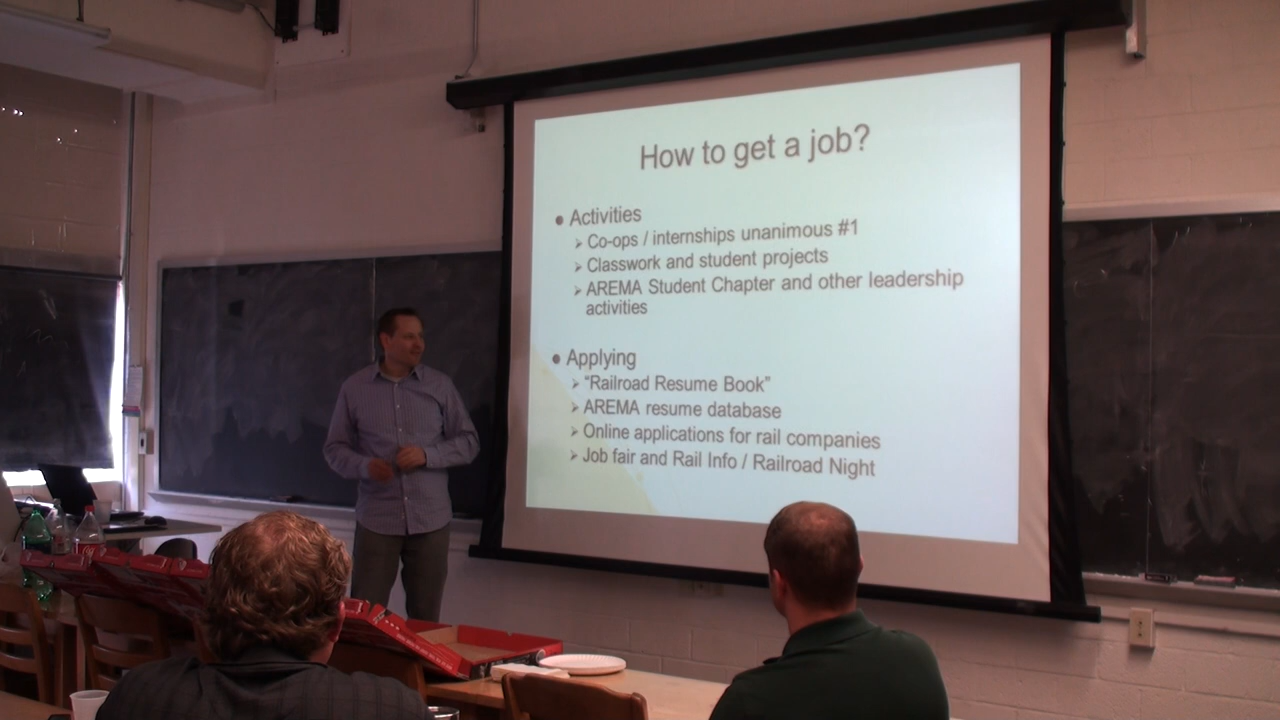 How to get a job?
Activities
Co-ops / internships unanimous #1
Classwork and student projects
AREMA Student Chapter and other leadership
activities
Applying
"Railroad Resume Book"
AREMA resume database
Online applications for rail companies
Job fair and Rail Info / Railroad Night